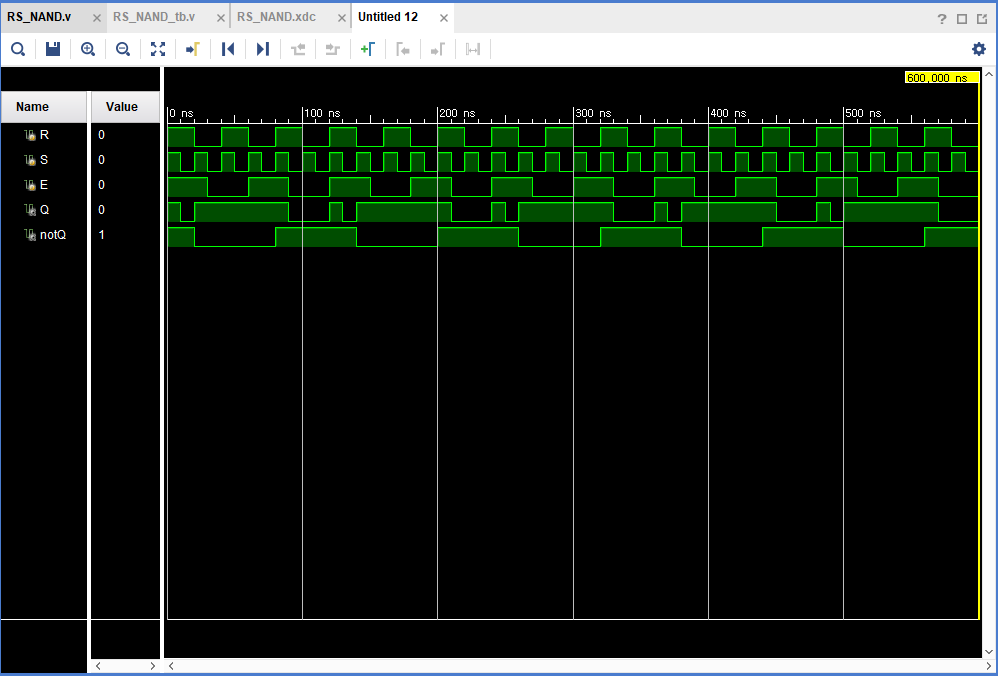 RS_NAND.v × RS_NAND_tb.v × RS_NAND.xdc × Untitled 12 ×
?
600,000 ns
Name Value
0 ns 100 ns 200 ns 300 ns 400 ns 500 ns
R 0
S 0
E 0
Q 0
notQ 1